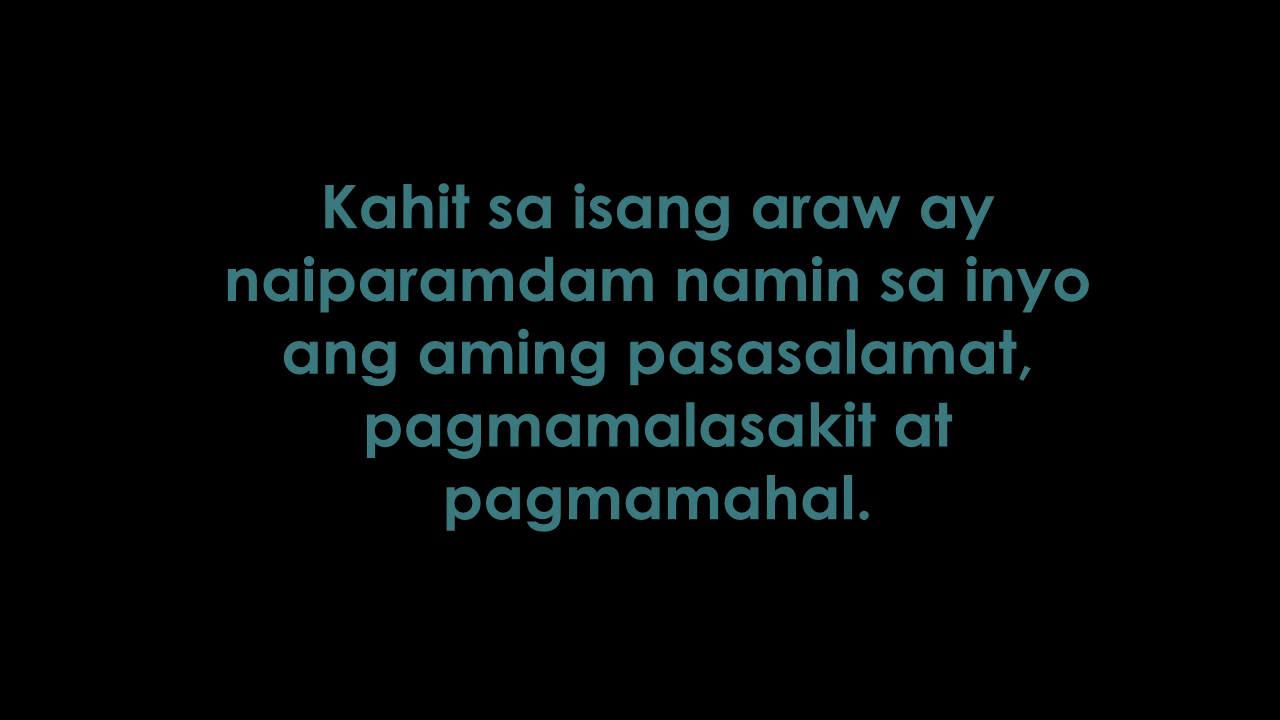 Kahit sa isang araw ay
naiparamdam namin sa inyo
ang aming pasasalamat,
pagmamalasakit at
pagmamahal.